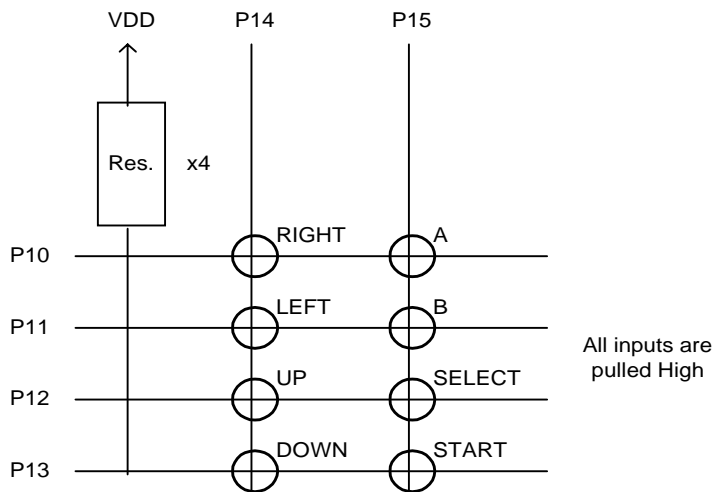 VDD P14 P15
Res. x4
P10 RIGHT A
P11 LEFT B
All inputs are
pulled High
P12 UP SELECT
P13 DOWN START